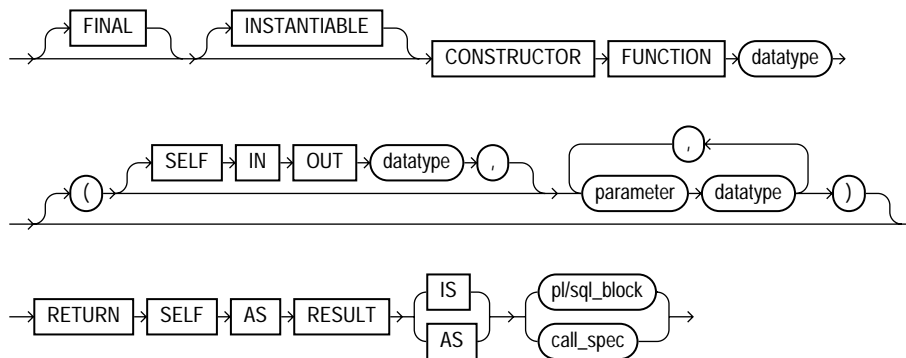 FINAL INSTANTIABLE
CONSTRUCTOR FUNCTION datatype
SELF IN OUT datatype , ,
( parameter datatype )
IS pl/sql_block
RETURN SELF AS RESULT
AS call_spec